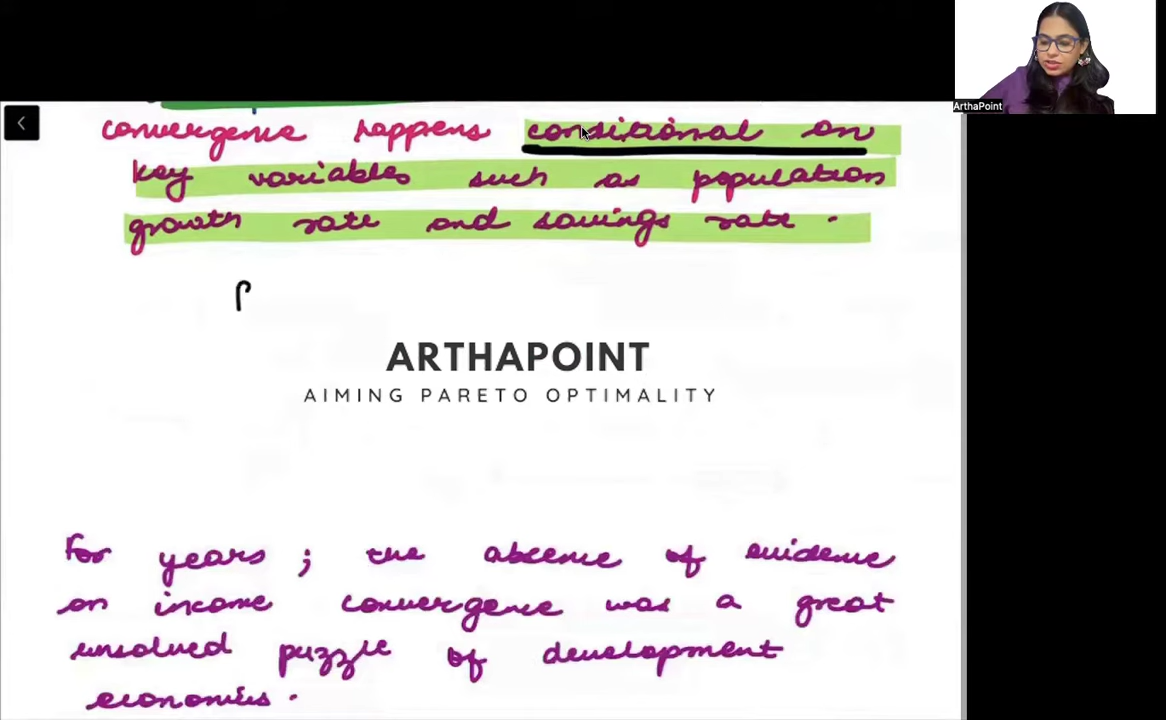 ArthaPoint
convergence happens conditional on
key variables such as population
growth rate and savings rate .
ARTHAPOINT
AIMING PARETO OPTIMALITY
For years ; the absence of evidence
on income convergence was a great
unsolved puzzle of development
economics .